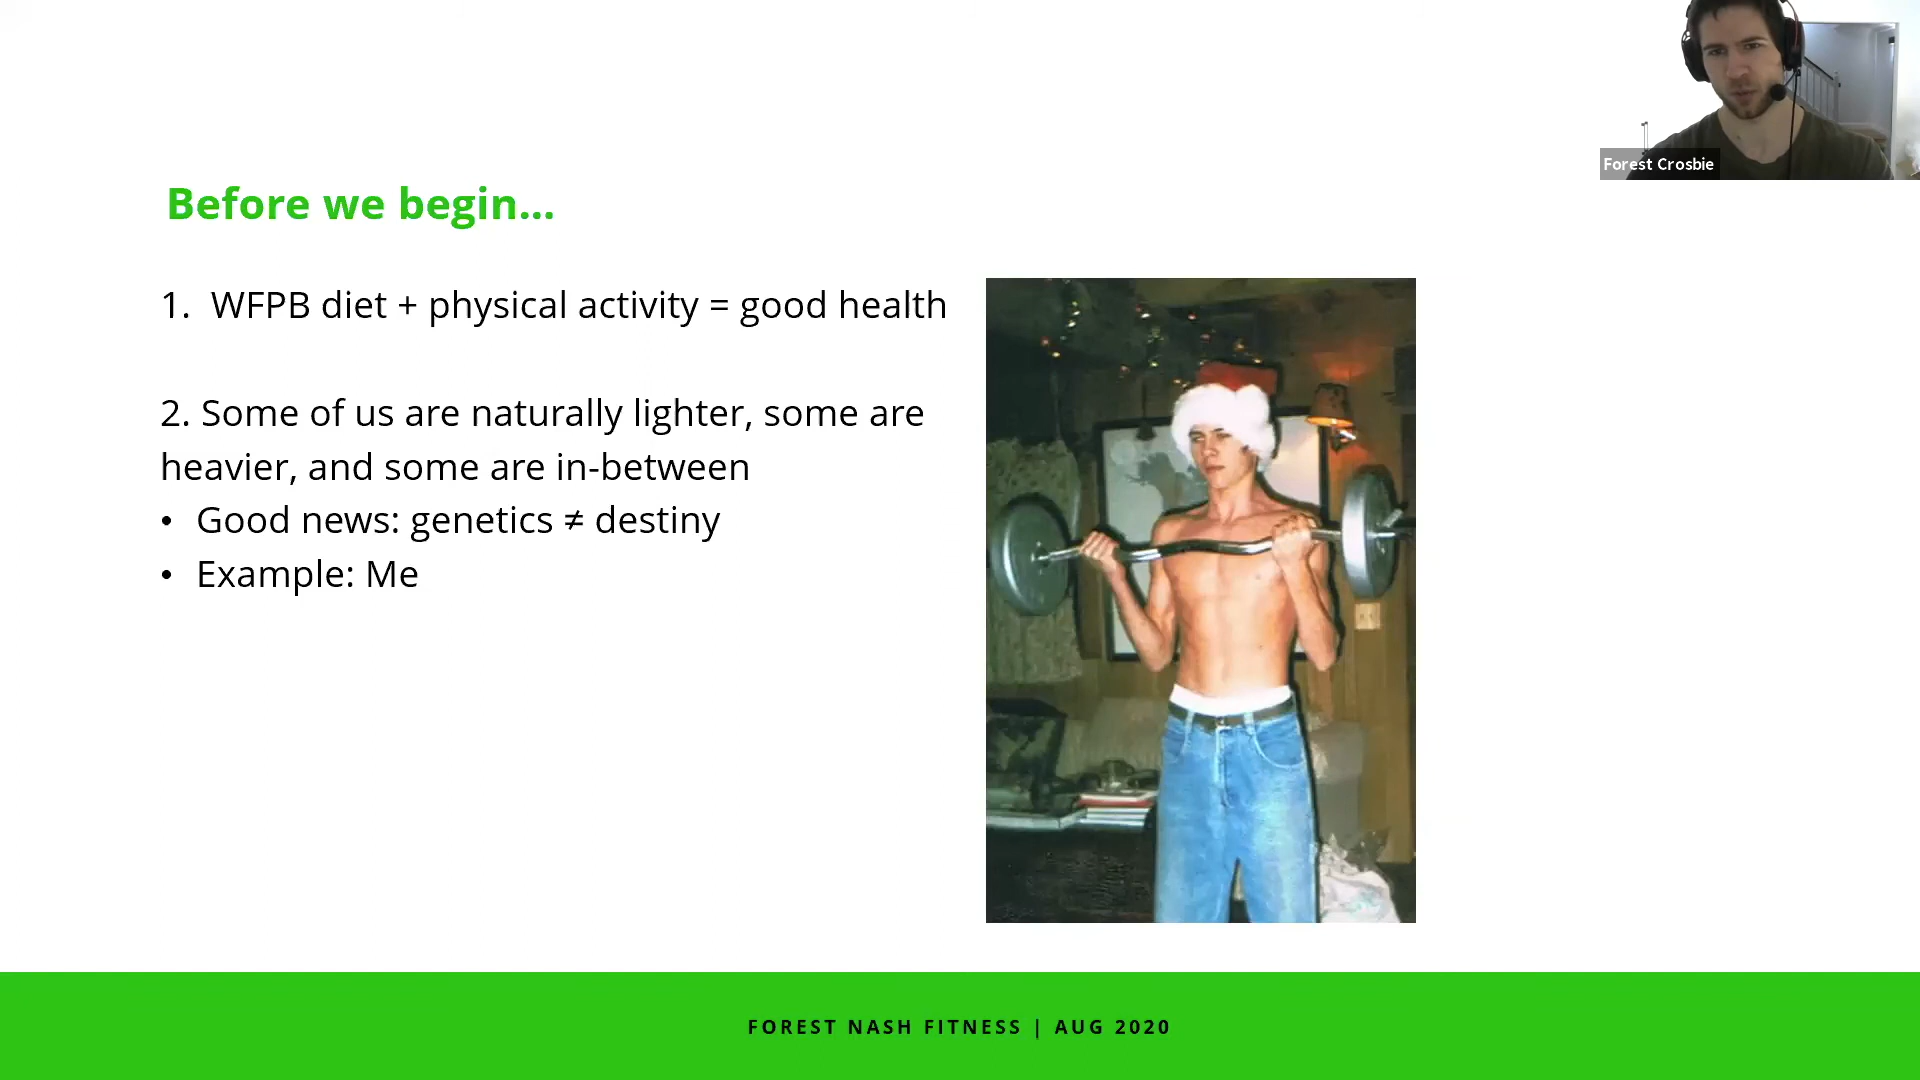 Forest Crosbie
Before we begin...
1. WFPB diet + physical activity = good health
2. Some of us are naturally lighter, some are
heavier, and some are in-between
• Good news: genetics ≠ destiny
• Example: Me
FOREST NASH FITNESS | AUG 2020